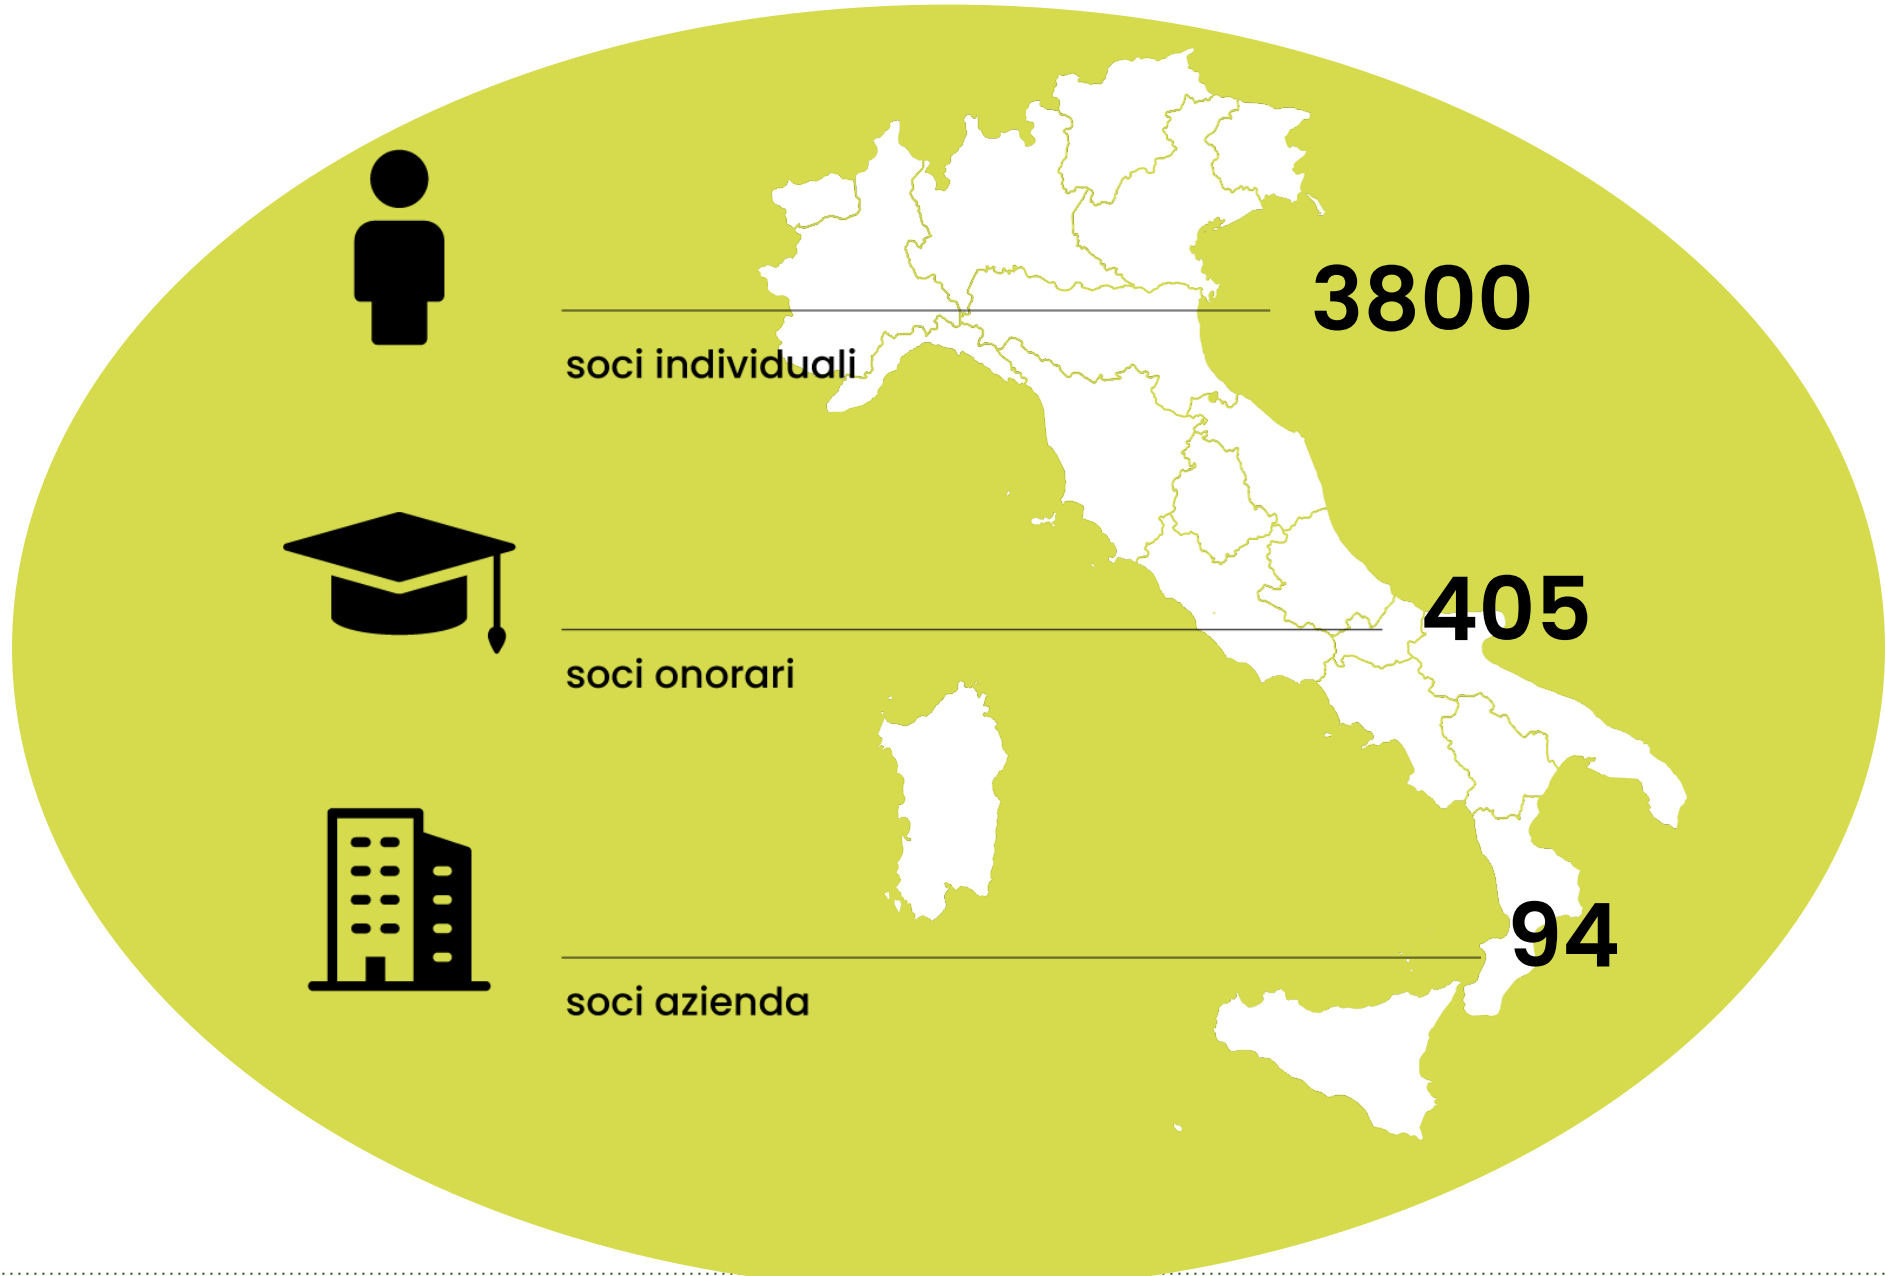 3800
soci individuali
405
soci onorari
94
soci azienda